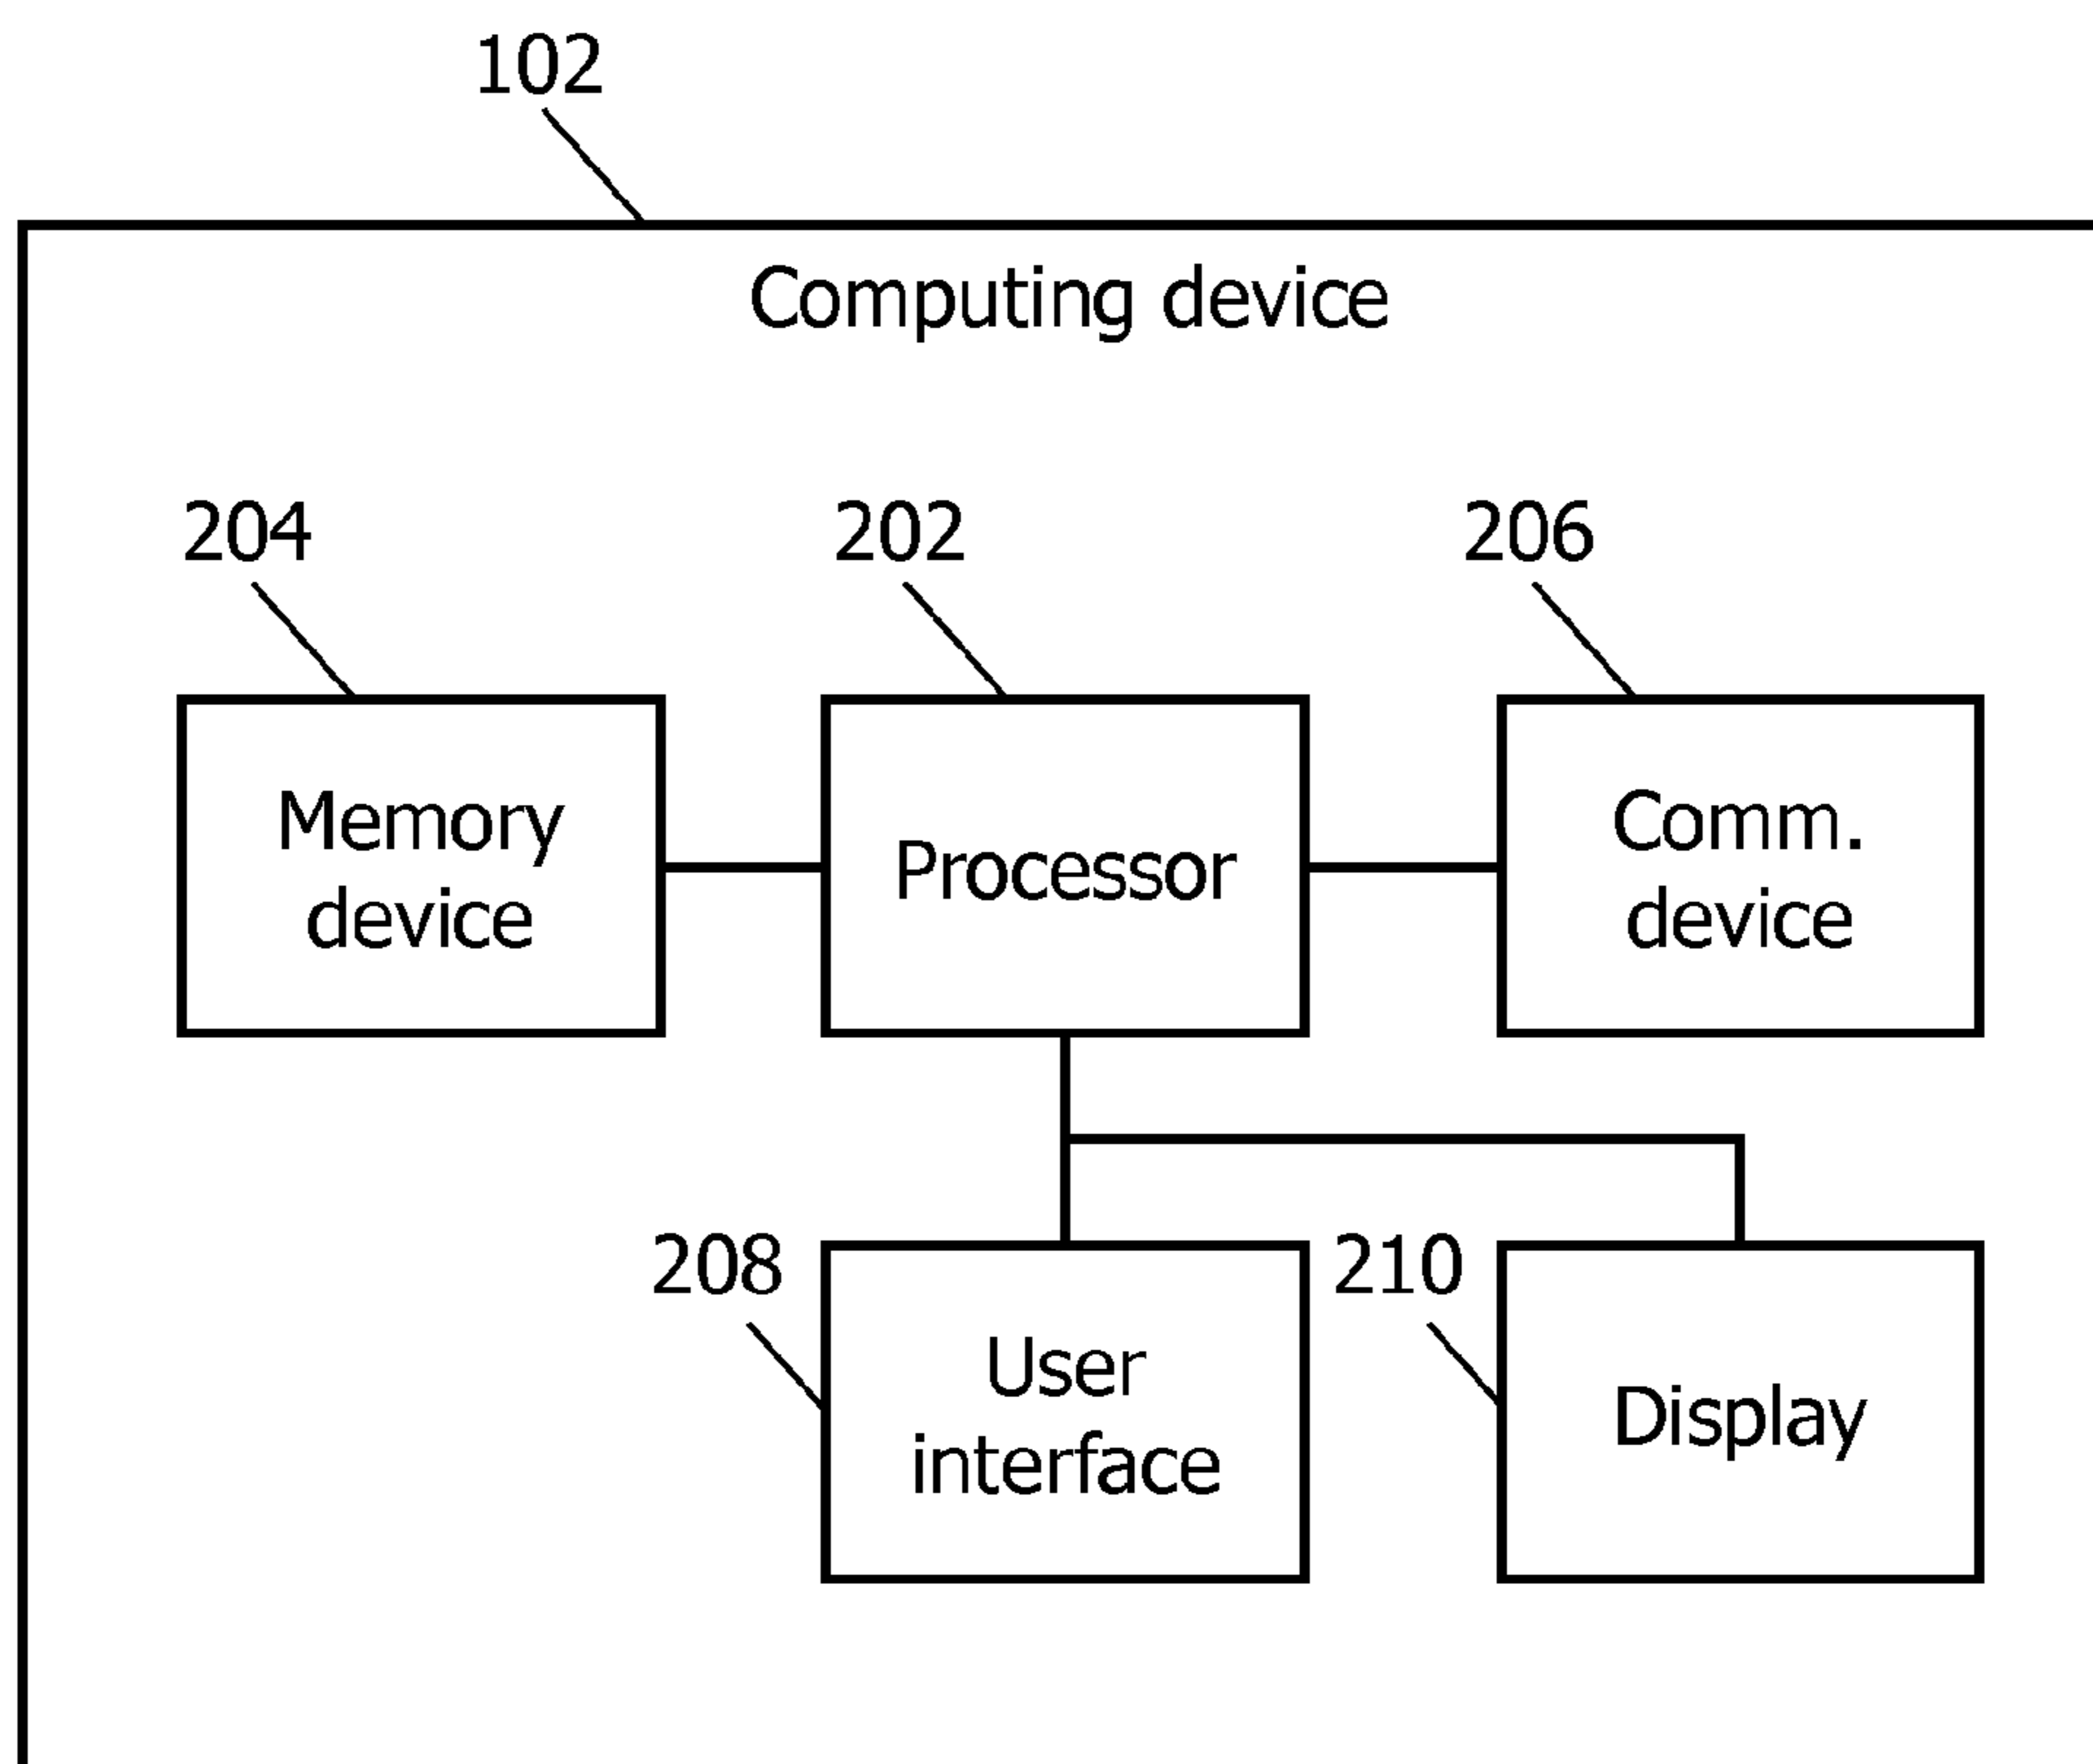 102
Computing device
204
202
206
Memory
device
Processor
Comm.
device
208
User
interface
210
Display